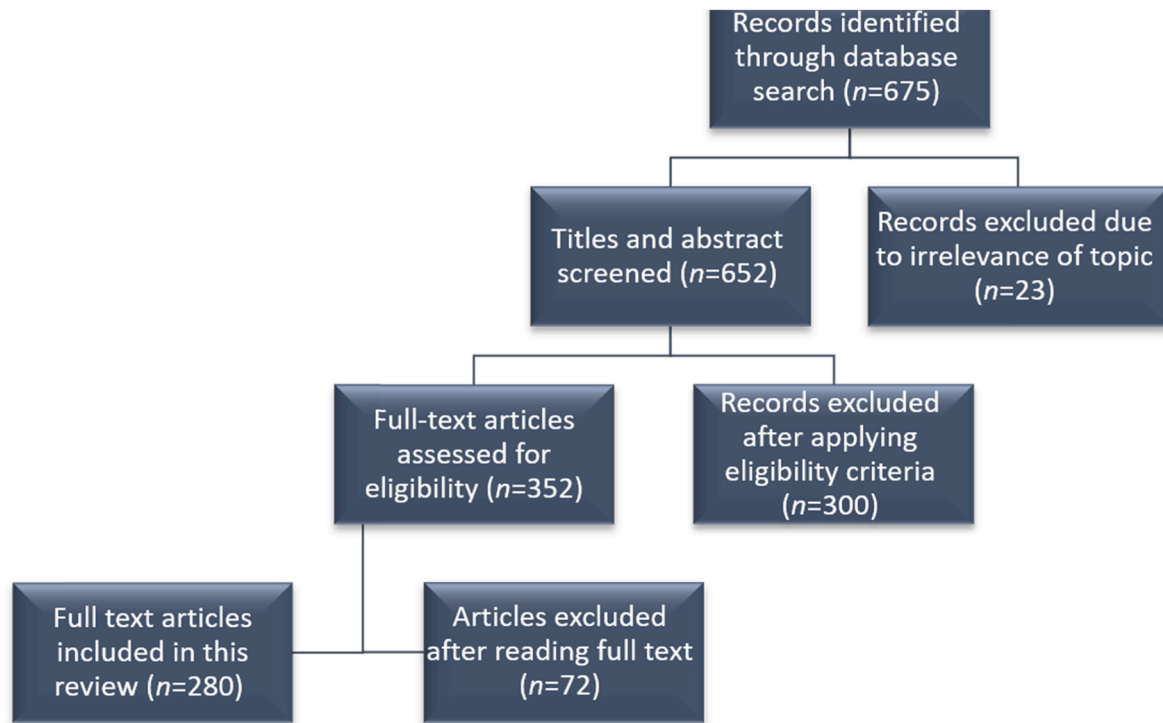 Records identified
through database
search (n=675)
Titles and abstract
screened (n=652)
Records excluded due
to irrelevance of topic
(n=23)
Full-text articles
assessed for
eligibility (n=352)
Records excluded
after applying
eligibility criteria
(n=300)
Full text articles
included in this
review (n=280)
Articles excluded
after reading full text
(n=72)